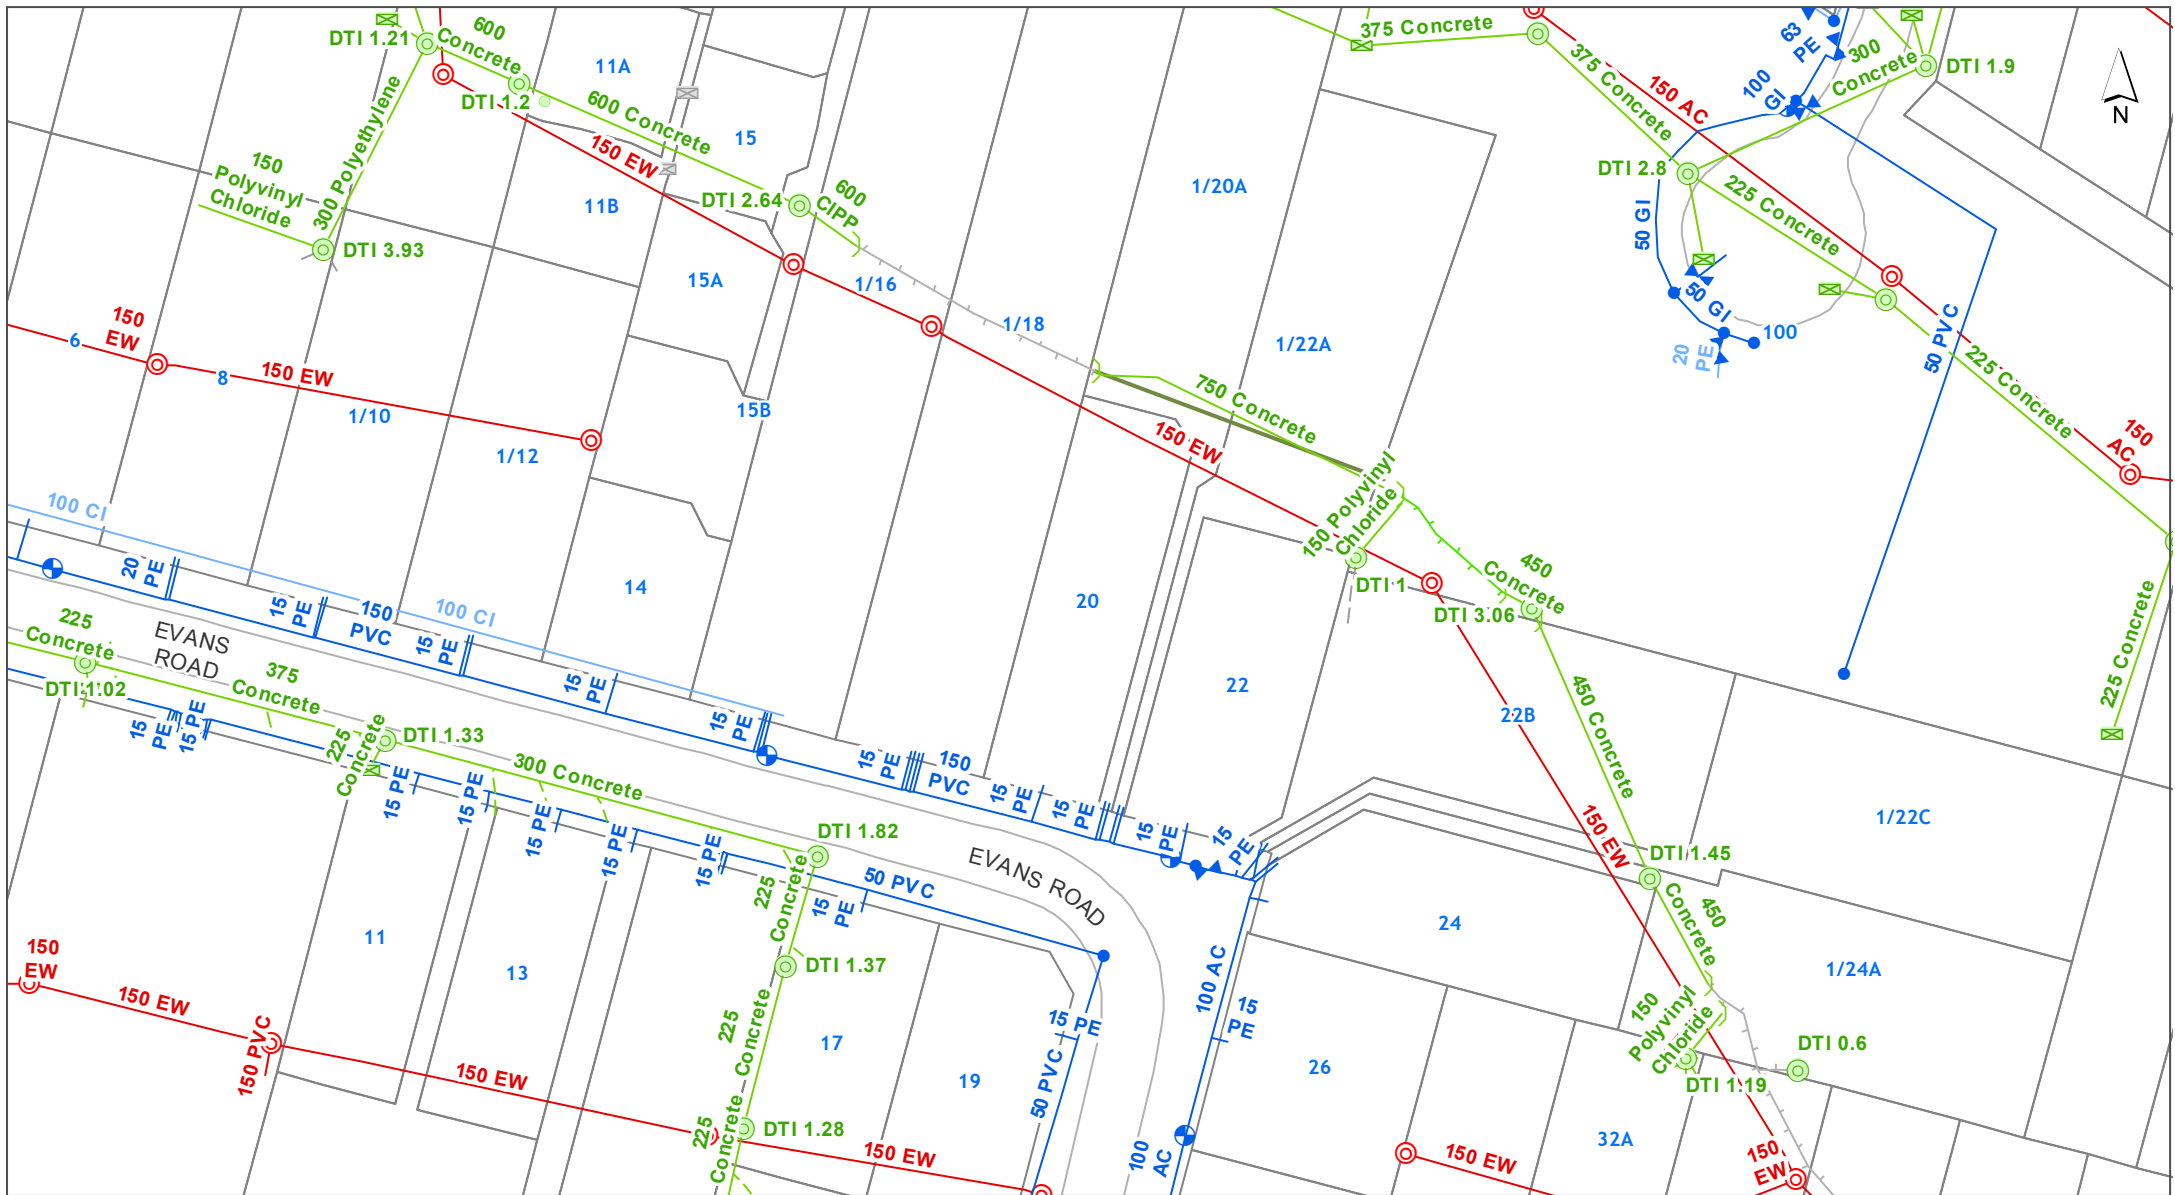 DTI 1.21
600
Concrete
11A
375 Concrete
63
PE
300
Concrete
DTI 1.9
N
DTI 1.2
600 Concrete
15
375 Concrete
150 AC
100
GI
300 Polyethylene
150
Polyvinyl
Chloride
150 EW
DTI 2.64
600
CIPP
1/20A
DTI 2.8
225 Concrete
11B
DTI 3.93
50 GI
15A
1/16
50 GI
100
50 PVC
20
PE
225 Concrete
150
EW
6
8
150 EW
1/10
1/12
1/18
1/22A
15B
750 Concrete
150 EW
150
AC
150 Polyvinyl
Chloride
100 CI
20
PE
14
20
DTI 1
450
Concrete
DTI 3.06
225 Concrete
15
PE
150
PVC
15
PE
100 CI
225
Concrete
EVANS
ROAD
375
Concrete
DTI 1.02
15
PE
15
PE
15
PE
15
PE
22
22B
450 Concrete
225
Concrete
DTI 1.33
300 Concrete
15
PE
150
PVC
15
PE
15
PE
15
PE
15
PE
150 EW
1/22C
15 PE
15 PE
15 PE
15 PE
15 PE
DTI 1.82
DTI 1.45
EVANS ROAD
50 PVC
225
Concrete
15
PE
450
Concrete
11
13
24
150
EW
DTI 1.37
1/24A
150 EW
100 AC
15
PE
150 PVC
225
Concrete
17
15 PE
150
Polyvinyl
Chloride
DTI 0.6
150 EW
19
50 PVC
26
DTI 1.19
225
Concrete
DTI 1.28
150 EW
100
AC
150 EW
32A
150
EW